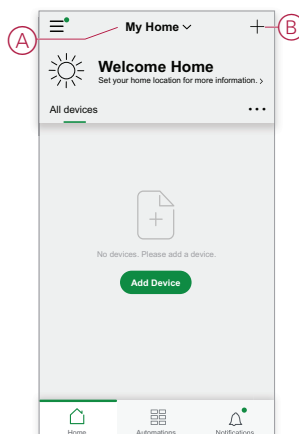 A
My Home
B
Welcome Home
Set your home location for more information. >
All devices
No devices. Please add a device.
Add Device
Home
Automations
Notifications